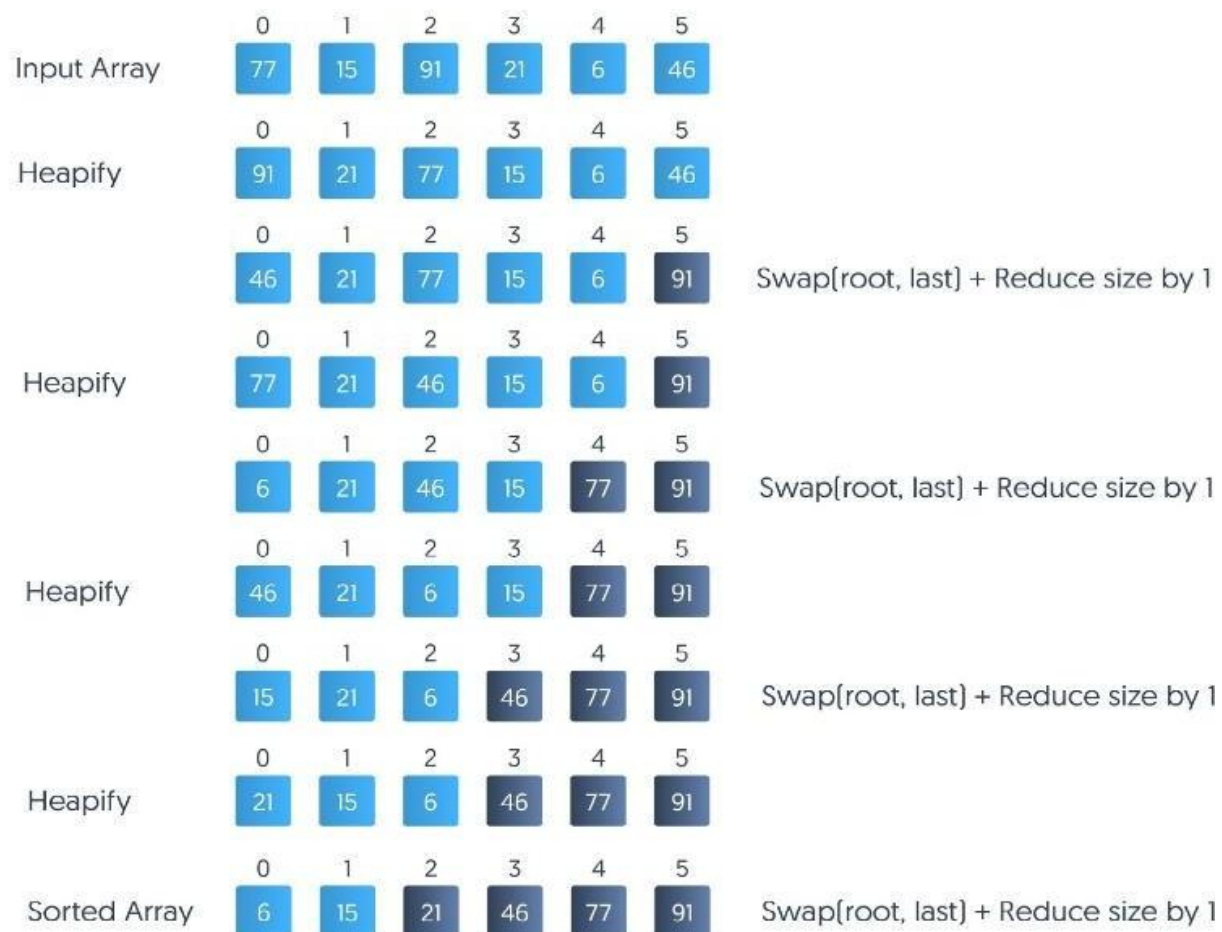 0 1 2 3 4 5
Input Array 77 15 91 21 6 46
0 1 2 3 4 5
Heapify 91 21 77 15 6 46
0 1 2 3 4 5
46 21 77 15 6 91 Swap(root, last) + Reduce size by 1
0 1 2 3 4 5
Heapify 77 21 46 15 6 91
0 1 2 3 4 5
6 21 46 15 77 91 Swap(root, last) + Reduce size by 1
0 1 2 3 4 5
Heapify 46 21 6 15 77 91
0 1 2 3 4 5
15 21 6 46 77 91 Swap(root, last) + Reduce size by 1
0 1 2 3 4 5
Heapify 21 15 6 46 77 91
0 1 2 3 4 5
Sorted Array 6 15 21 46 77 91 Swap(root, last) + Reduce size by 1